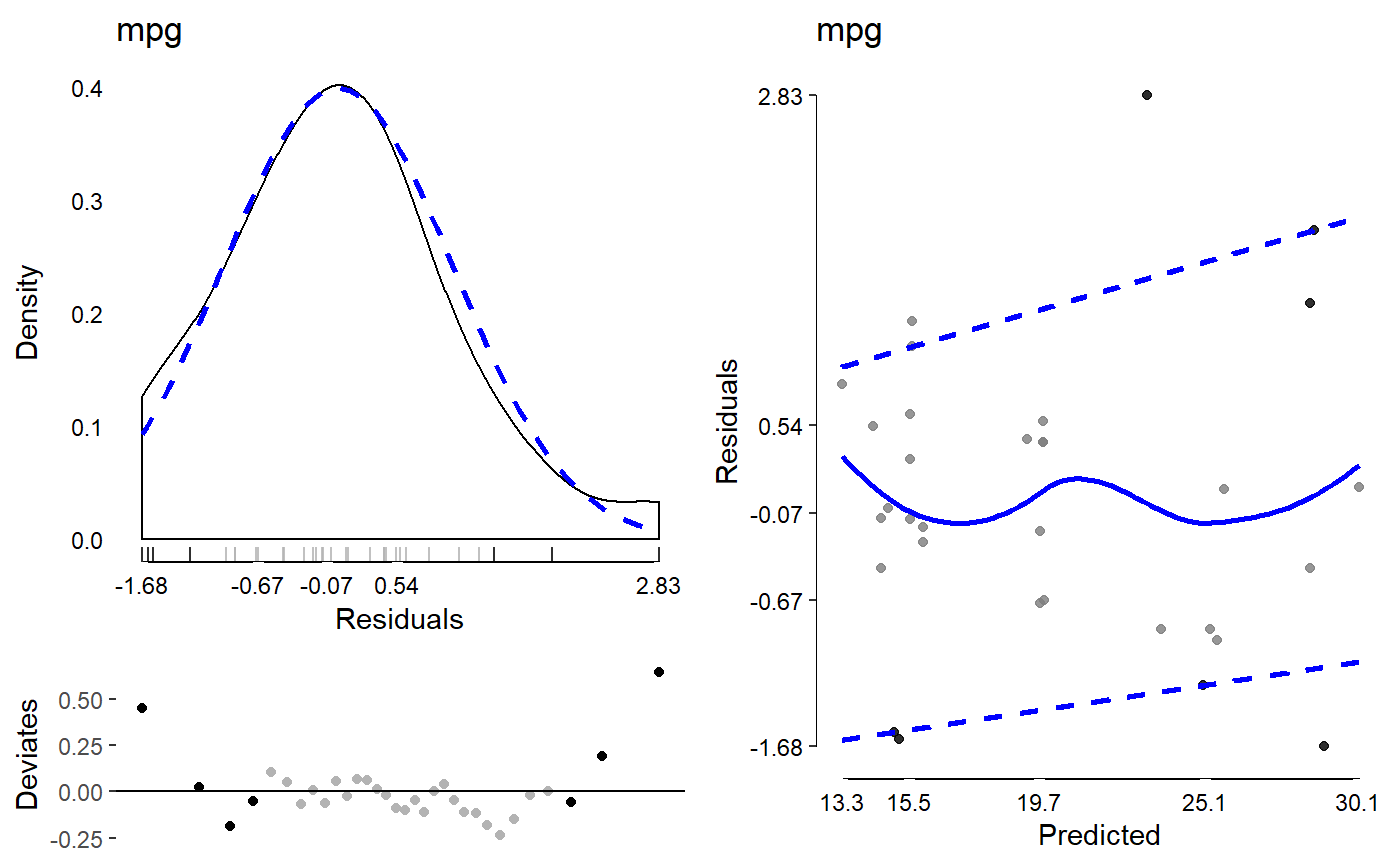 mpg
0.4
0.3
0.2
0.1
0.0
Density
-1.68 -0.67 -0.07 0.54 2.83
Residuals
0.50
0.25
0.00
-0.25
Deviates
mpg
2.83
0.54
-0.07
-0.67
-1.68
Residuals
13.3 15.5 19.7 25.1 30.1
Predicted